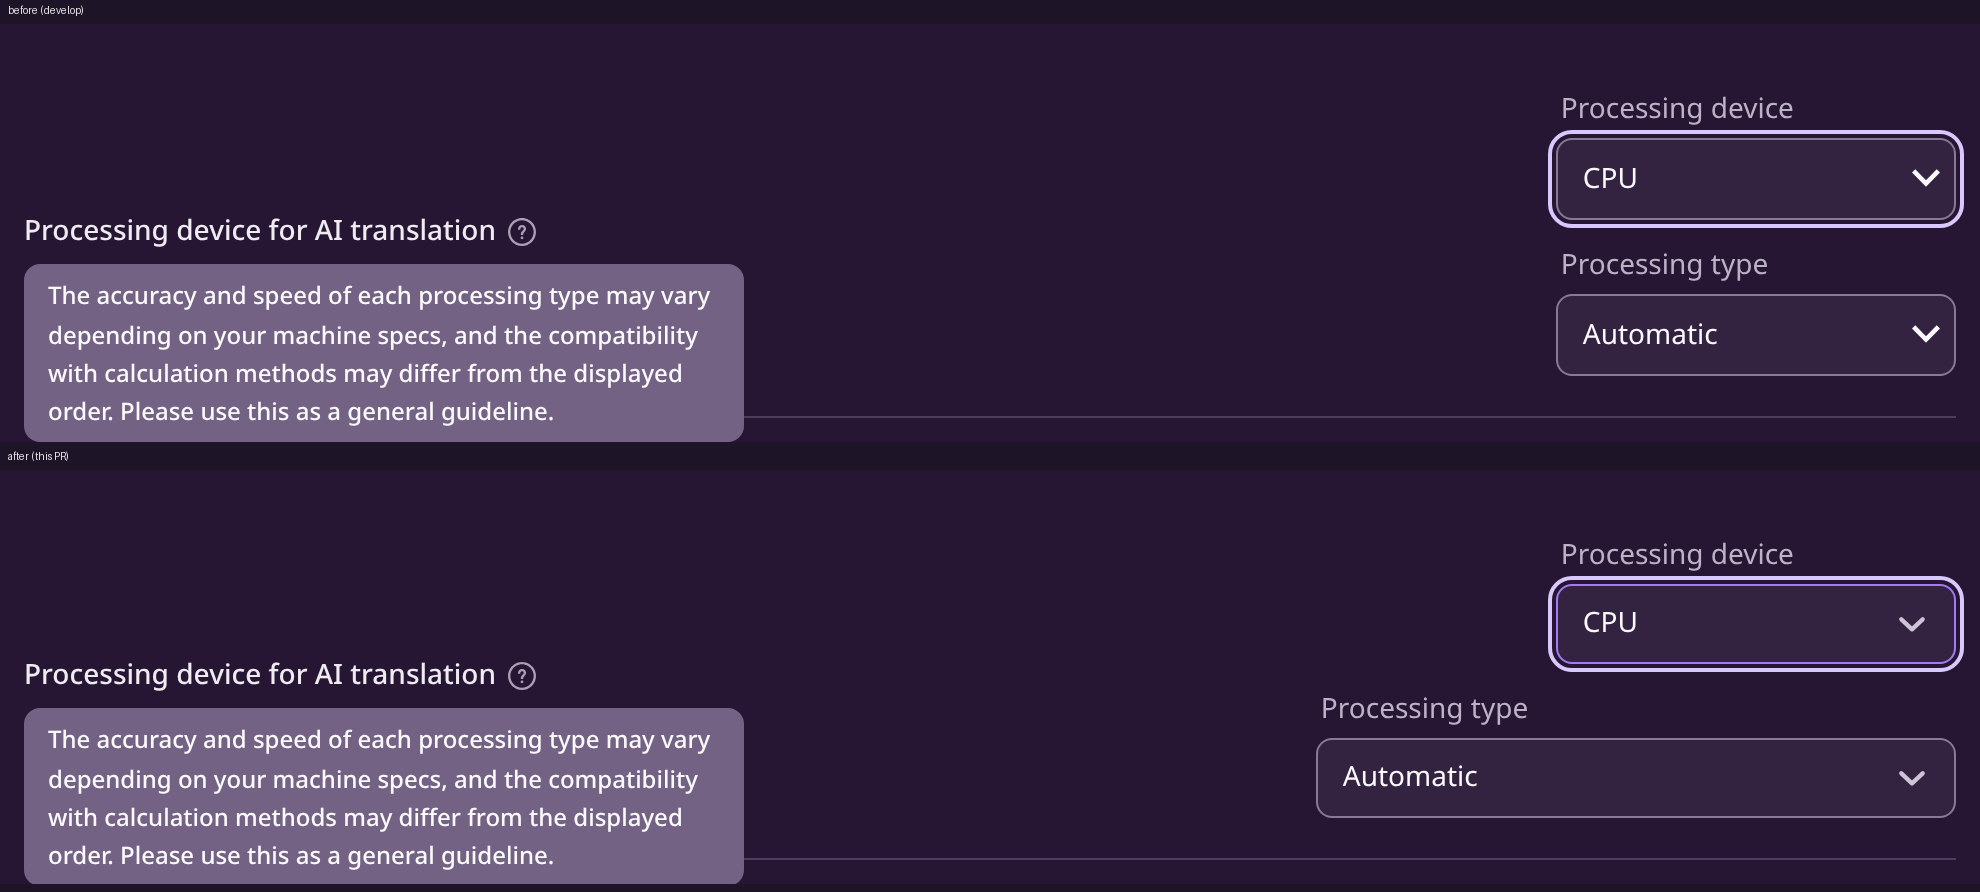 before (develop)
Processing device
CPU
Processing device for AI translation ?
Processing type
The accuracy and speed of each processing type may vary
depending on your machine specs, and the compatibility
with calculation methods may differ from the displayed
order. Please use this as a general guideline.
Automatic
after (this PR)
Processing device
CPU
Processing device for AI translation ?
Processing type
The accuracy and speed of each processing type may vary
depending on your machine specs, and the compatibility
with calculation methods may differ from the displayed
order. Please use this as a general guideline.
Automatic